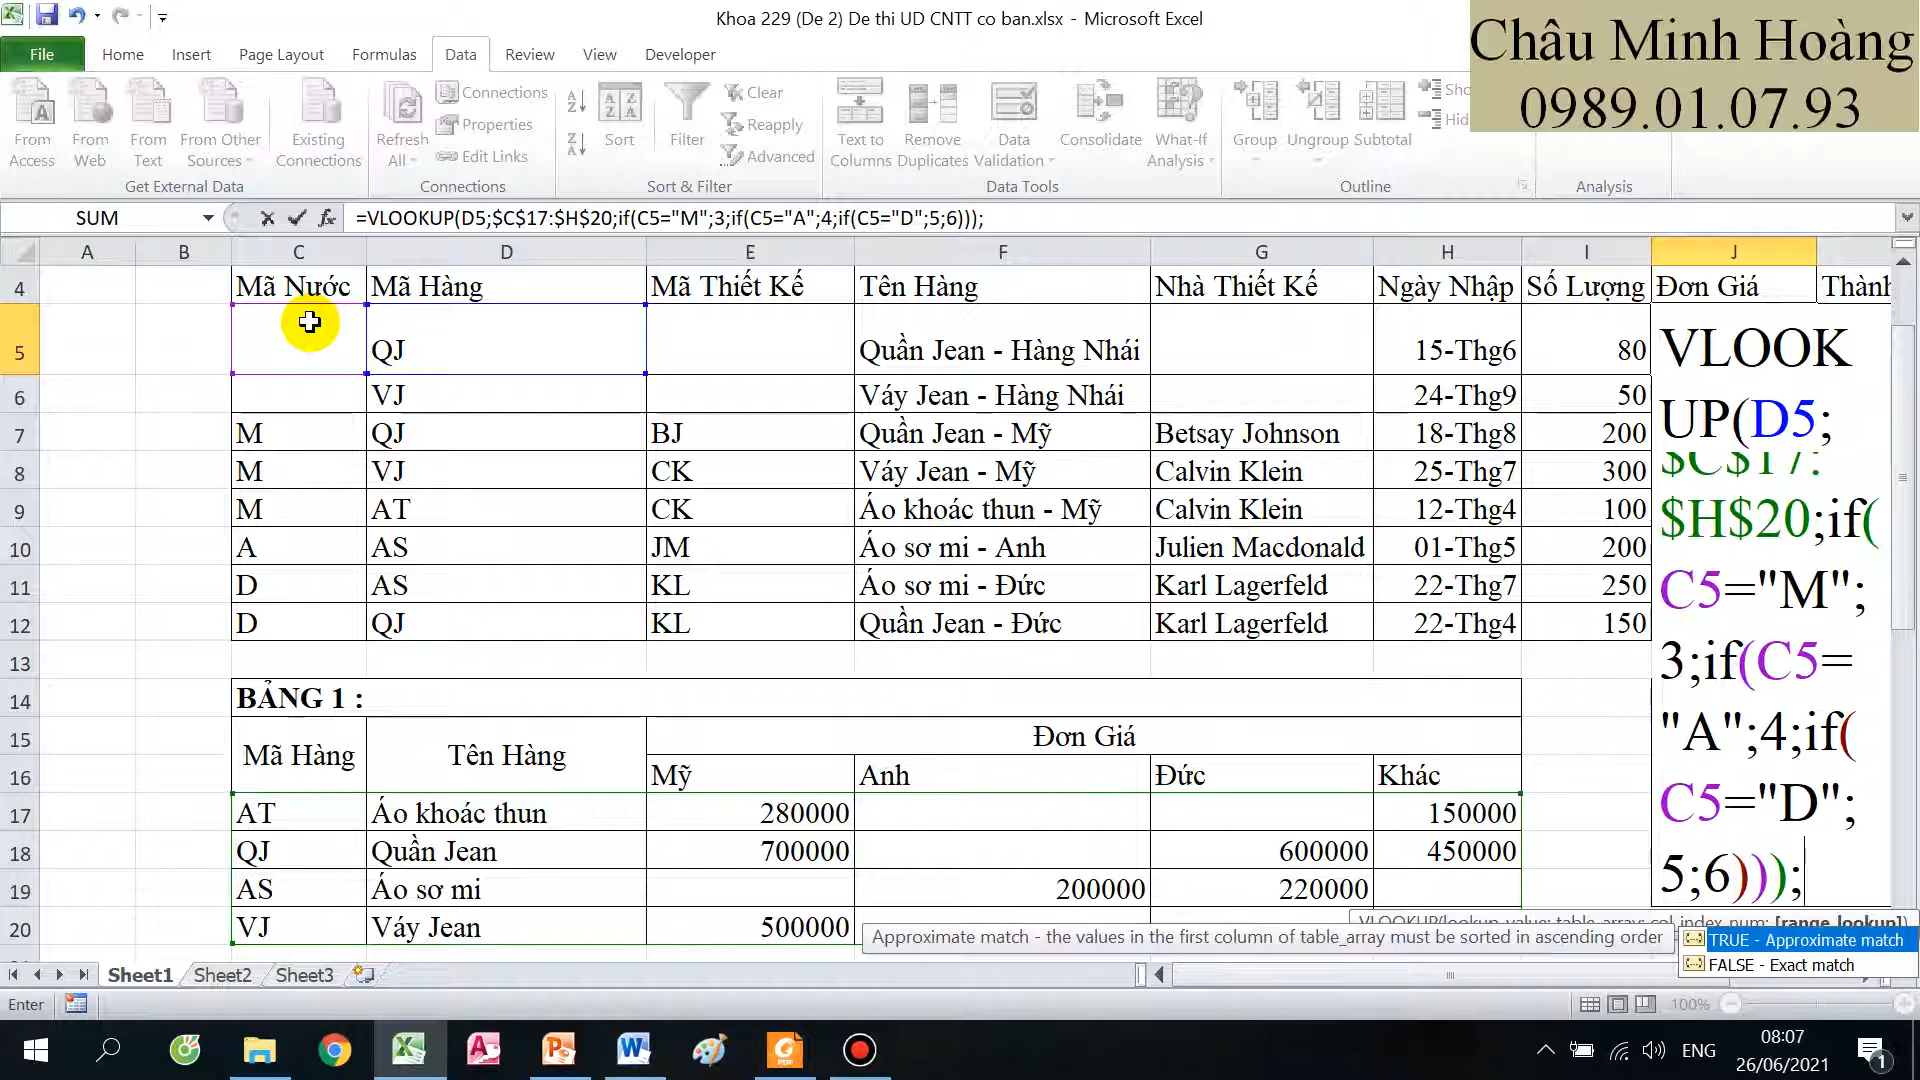 Khoa 229 (De 2) De thi UD CNTT co ban.xlsx - Microsoft Excel
Châu Minh Hoàng
0989.01.07.93
File Home Insert Page Layout Formulas Data Review View Developer
From Access
From Web
From Text
From Other Sources
Existing Connections
Get External Data
Refresh All
Connections
Properties
Edit Links
Connections
Sort
Filter
Clear
Reapply
Advanced
Sort & Filter
Text to Columns
Remove Duplicates
Data Validation
Consolidate
What-If Analysis
Data Tools
Group
Ungroup
Subtotal
Outline
Analysis
SUM fx =VLOOKUP(D5;$C$17:$H$20;if(C5="M";3;if(C5="A";4;if(C5="D";5;6)));
A B C D E F G H I J
4 Mã Nước Mã Hàng Mã Thiết Kế Tên Hàng Nhà Thiết Kế Ngày Nhập Số Lượng Đơn Giá Thành
5 QJ Quần Jean - Hàng Nhái 15-Thg6 80
6 VJ Váy Jean - Hàng Nhái 24-Thg9 50
7 M QJ BJ Quần Jean - Mỹ Betsay Johnson 18-Thg8 200
8 M VJ CK Váy Jean - Mỹ Calvin Klein 25-Thg7 300
9 M AT CK Áo khoác thun - Mỹ Calvin Klein 12-Thg4 100
10 A AS JM Áo sơ mi - Anh Julien Macdonald 01-Thg5 200
11 D AS KL Áo sơ mi - Đức Karl Lagerfeld 22-Thg7 250
12 D QJ KL Quần Jean - Đức Karl Lagerfeld 22-Thg4 150
VLOOK
UP(D5;
$C$17:
$H$20;if(
C5="M";
3;if(C5=
"A";4;if(
C5="D";
5;6)));
13
14 BẢNG 1 :
15 Mã Hàng Tên Hàng Đơn Giá
16 Mỹ Anh Đức Khác
17 AT Áo khoác thun 280000 150000
18 QJ Quần Jean 700000 600000 450000
19 AS Áo sơ mi 200000 220000
20 VJ Váy Jean 500000
VLOOKUP(lookup_value; table_array; col_index_num; [range_lookup])
Approximate match - the values in the first column of table_array must be sorted in ascending order
TRUE - Approximate match
FALSE - Exact match
Sheet1 Sheet2 Sheet3
Enter 100%
ENG
08:07
26/06/2021
1